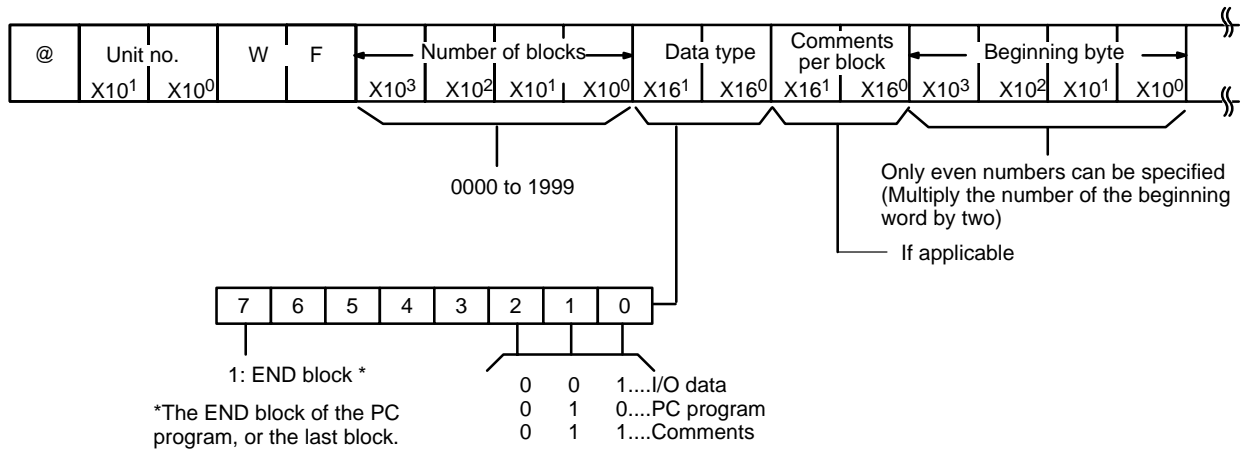 @ Unit no. W F Number of blocks Data type Comments per block Beginning byte
X10¹ X10⁰ X10³ X10² X10¹ X10⁰ X16¹ X16⁰ X16¹ X16⁰ X10³ X10² X10¹ X10⁰
0000 to 1999
Only even numbers can be specified
(Multiply the number of the beginning
word by two)
If applicable
7 6 5 4 3 2 1 0
1: END block *
*The END block of the PC
program, or the last block.
0 0 1....I/O data
0 1 0....PC program
0 1 1....Comments